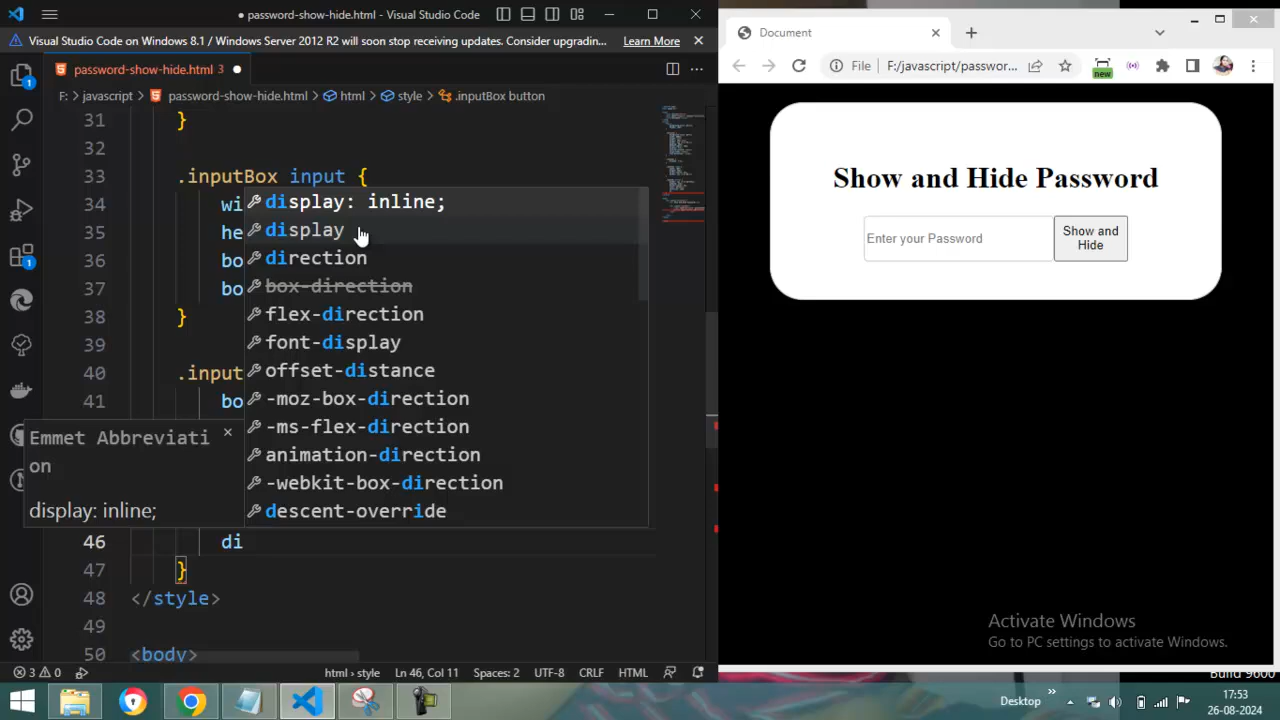 password-show-hide.html - Visual Studio Code
Visual Studio Code on Windows 8.1 / Windows Server 2012 R2 will soon stop receiving updates. Consider upgradin...
Learn More
password-show-hide.html 3
F: > javascript > password-show-hide.html > html > style > .inputBox button
31 }
32
33 .inputBox input {
34 wi
35 he
36 bo
37 bo
38 }
39
40 .input
41 bo
display: inline;
display
direction
box-direction
flex-direction
font-display
offset-distance
-moz-box-direction
-ms-flex-direction
animation-direction
-webkit-box-direction
descent-override
Emmet Abbreviati
on
display: inline;
46 di
47 }
48 </style>
49
50 <body>
3 0
html › style
Ln 46, Col 11
Spaces: 2
UTF-8
CRLF
HTML
Document
File
F:/javascript/passwor...
new
Show and Hide Password
Enter your Password
Show and
Hide
Activate Windows
Go to PC settings to activate Windows.
Build 9600
Desktop
17:53
26-08-2024